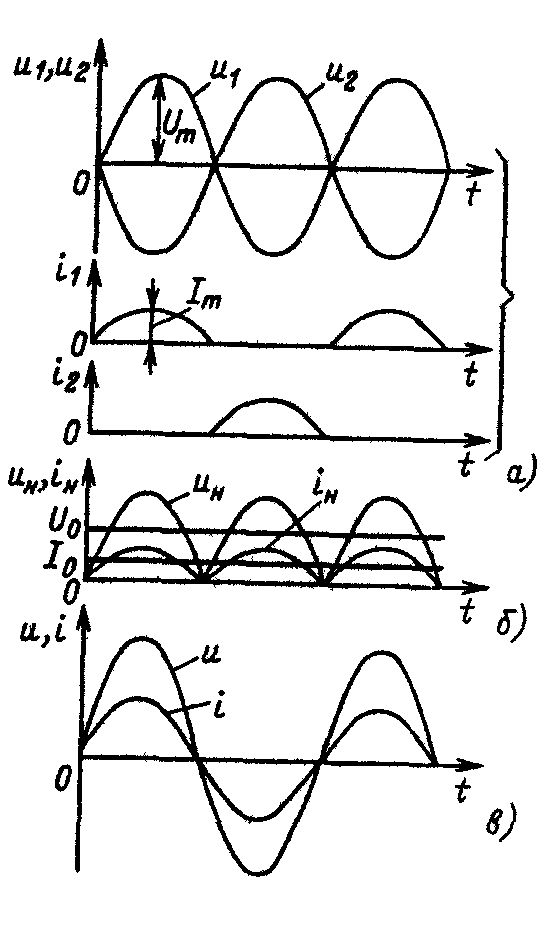 u₁,u₂
u₁
u₂
Uₘ
0
t
i₁
Iₘ
0
t
i₂
0
t
а)
uн,iн
uн
iн
U₀
I₀
0
t
б)
u,i
u
i
0
t
в)